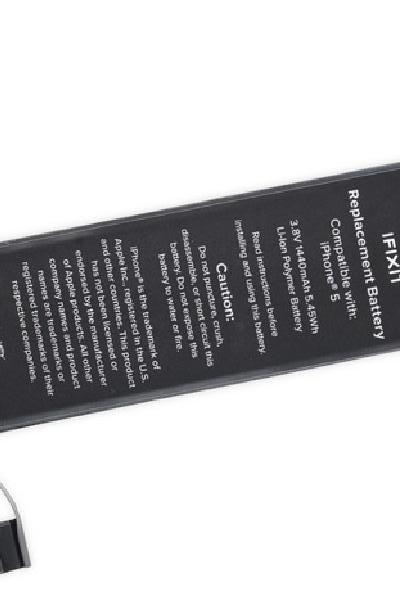 iFIXIT
Replacement Battery
Compatible with:
iPhone® 5
3.8V 1440mAh 5.45Wh
Li-ion Polymer Battery
Read instructions before
installing and using this battery.
Caution:
Do not puncture, crush,
disassemble, or short circuit this
battery. Do not expose this
battery to water or fire.
iPhone® is the trademark of
Apple Inc., registered in the U.S.
and other countries. This product
has not been licensed or
endorsed by the manufacturer
of Apple products. All other
company names and product
names are trademarks or
registered trademarks of their
respective companies.